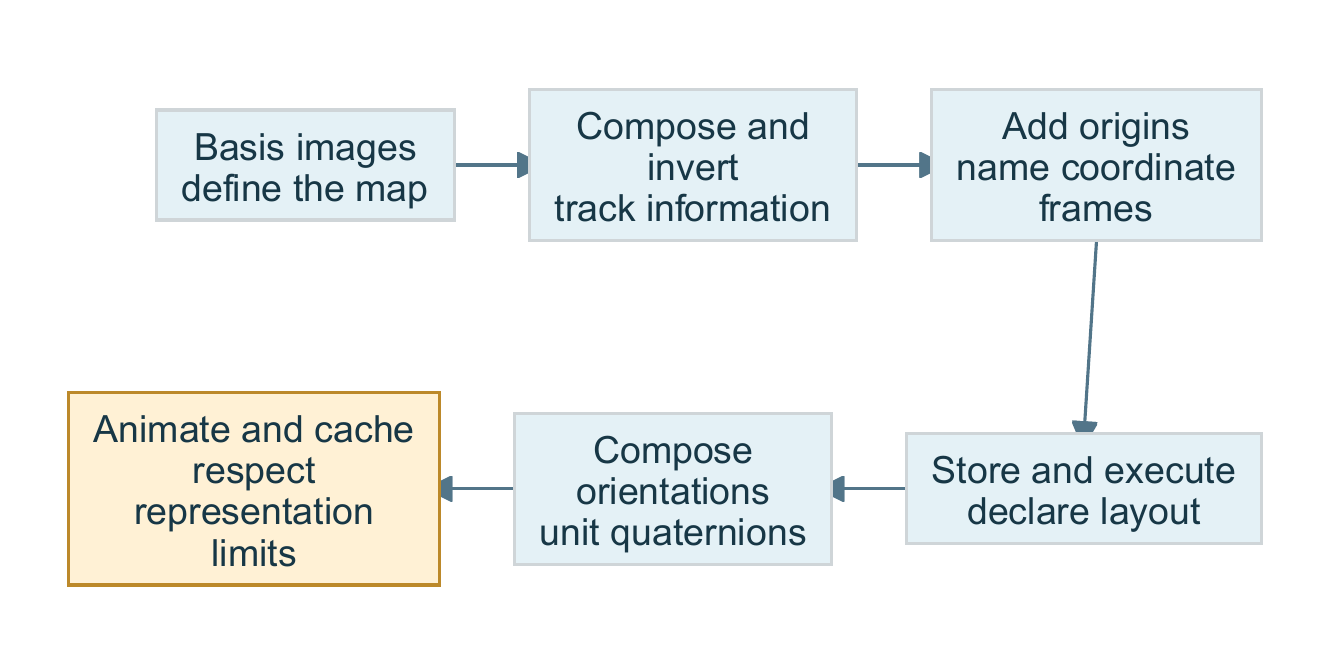 Basis images
define the map
Compose and
invert
track information
Add origins
name coordinate
frames
Store and execute
declare layout
Compose
orientations
unit quaternions
Animate and cache
respect
representation
limits